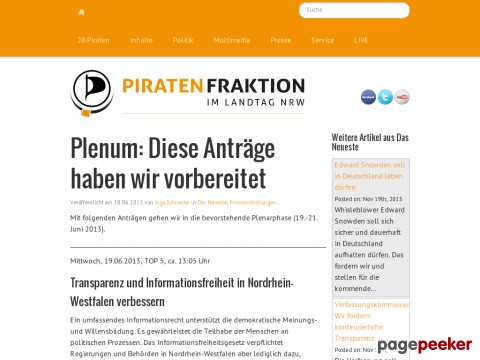 Suche
20 Piraten Inhalte Politik Multimedia Presse Service LIVE
PIRATENFRAKTION
IM LANDTAG NRW
Plenum: Diese Anträge
haben wir vorbereitet
Veröffentlicht am 18.06.2013 von Ingo Schneider in Das Neueste, Pressemitteilungen.
Mit folgenden Anträgen gehen wir in die bevorstehende Plenarphase (19.-21.
Juni 2013).
Mittwoch, 19.06.2013, TOP 5, ca. 13:05 Uhr
Transparenz und Informationsfreiheit in Nordrhein-
Westfalen verbessern
Ein umfassendes Informationsrecht unterstützt die demokratische Meinungs-
und Willensbildung. Es gewährleistet die Teilhabe der Menschen an
politischen Prozessen. Das Informationsfreiheitsgesetz verpflichtet
Regierungen und Behörden in Nordrhein-Westfalen aber lediglich dazu,
Weitere Artikel aus Das
Neueste
Edward Snowden soll
in Deutschland leben
dürfen
Posted on: Nov 19th, 2013
Whisleblower Edward
Snowden soll sich
sicher und dauerhaft
in Deutschland
aufhalten dürfen. Das
fordern wir und
stellen für die
kommende...
Verfassungskommission
Wir fordern
kontinuierliche
Transparenz
Posted on: Nov 18th, 2013
pagepeeker